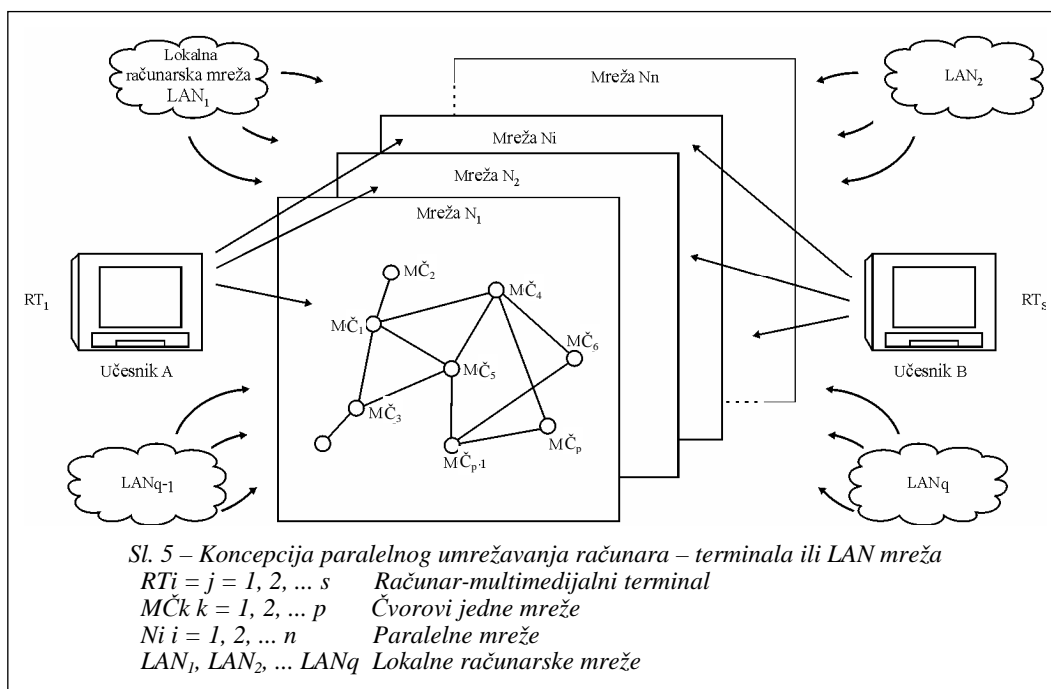 Lokalna
računarska mreža
LAN₁
Mreža Nn
LAN₂
Mreža Ni
Mreža N₂
Mreža N₁
MČ₂
MČ₄
MČ₁
MČ₆
MČ₅
MČ₃
MČₚ
MČₚ.₁
RT₁
Učesnik A
RTₛ
Učesnik B
LANq-1
LANq
Sl. 5 – Koncepcija paralelnog umrežavanja računara – terminala ili LAN mreža
RTi = j = 1, 2, ... s Računar-multimedijalni terminal
MČk k = 1, 2, ... p Čvorovi jedne mreže
Ni i = 1, 2, ... n Paralelne mreže
LAN₁, LAN₂, ... LANq Lokalne računarske mreže